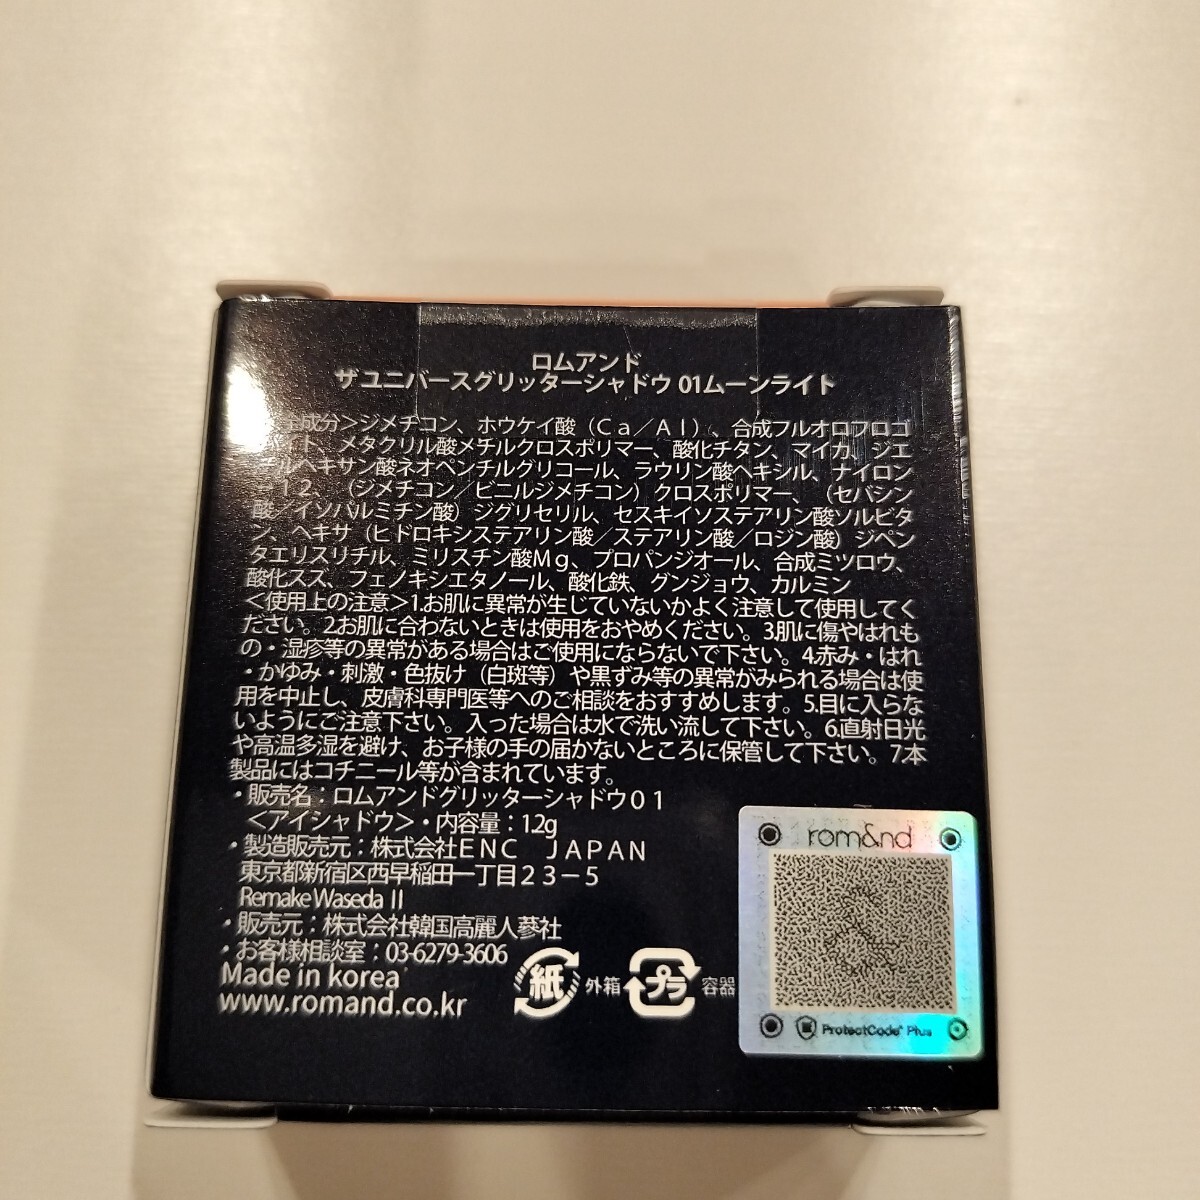 ロムアンド
ザユニバースグリッターシャドウ 01ムーンライト
全成分＞ジメチコン、ホウケイ酸（Ｃａ／Ａｌ）、合成フルオロフロゴ
パイト、メタクリル酸メチルクロスポリマー、酸化チタン、マイカ、ジエ
ルヘキサン酸ネオペンチルグリコール、ラウリン酸ヘキシル、ナイロン
１２、（ジメチコン／ビニルジメチコン）クロスポリマー、（セバシン
酸／イソパルミチン酸）ジグリセリル、セスキイソステアリン酸ソルビタ
ン、ヘキサ（ヒドロキシステアリン酸／ステアリン酸／ロジン酸）ジペン
タエリスリチル、ミリスチン酸Ｍｇ、プロパンジオール、合成ミツロウ、
酸化スズ、フェノキシエタノール、酸化鉄、グンジョウ、カルミン
＜使用上の注意＞1.お肌に異常が生じていないかよく注意して使用してく
ださい。2.お肌に合わないときは使用をおやめください。3.肌に傷やはれも
の・湿疹等の異常がある場合はご使用にならないで下さい。4.赤み・はれ
・かゆみ・刺激・色抜け（白斑等）や黒ずみ等の異常がみられる場合は使
用を中止し、皮膚科専門医等へのご相談をおすすめします。5.目に入らな
いようにご注意下さい。入った場合は水で洗い流して下さい。6.直射日光
や高温多湿を避け、お子様の手の届かないところに保管して下さい。7.本
製品にはコチニール等が含まれています。
・販売名：ロムアンドグリッターシャドウ０１
＜アイシャドウ＞・内容量：1.2g
・製造販売元：株式会社ＥＮＣ　ＪＡＰＡＮ
東京都新宿区西早稲田一丁目２３－５
Remake Waseda Ⅱ
・販売元：株式会社韓国高麗人蔘社
・お客様相談室：03-6279-3606
Made in korea
www.romand.co.kr
紙 外箱 プラ 容器
rom&nd
ProtectCode® Plus